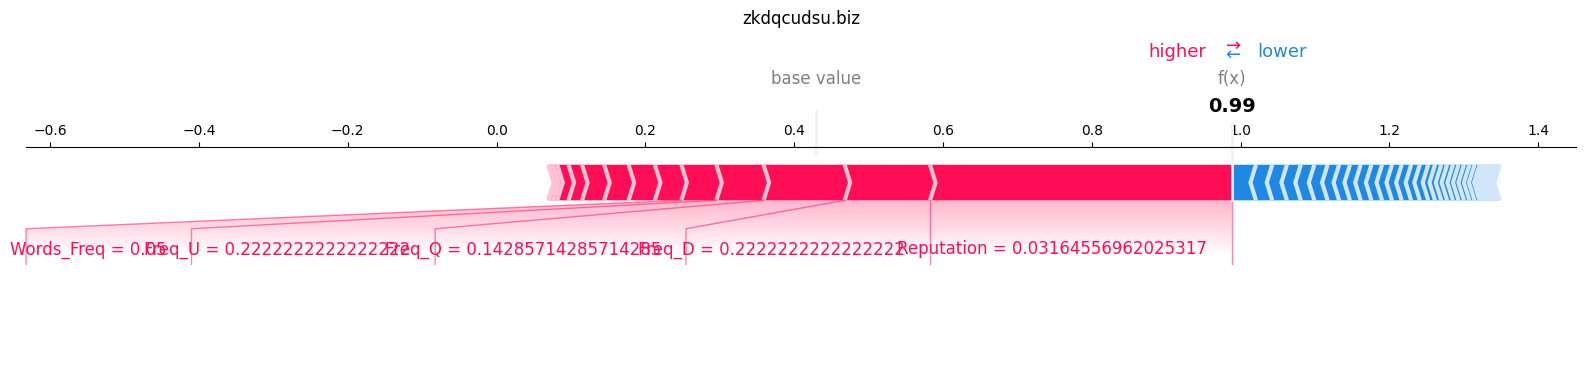 zkdqcudsu.biz
higher ⇄ lower
base value f(x)
0.99
−0.6 −0.4 −0.2 0.0 0.2 0.4 0.6 0.8 1.0 1.2 1.4
Words_Freq = 0.05 Freq_U = 0.2222222222222222 Freq_Q = 0.14285714285714285 Freq_D = 0.2222222222222222 Reputation = 0.03164556962025317